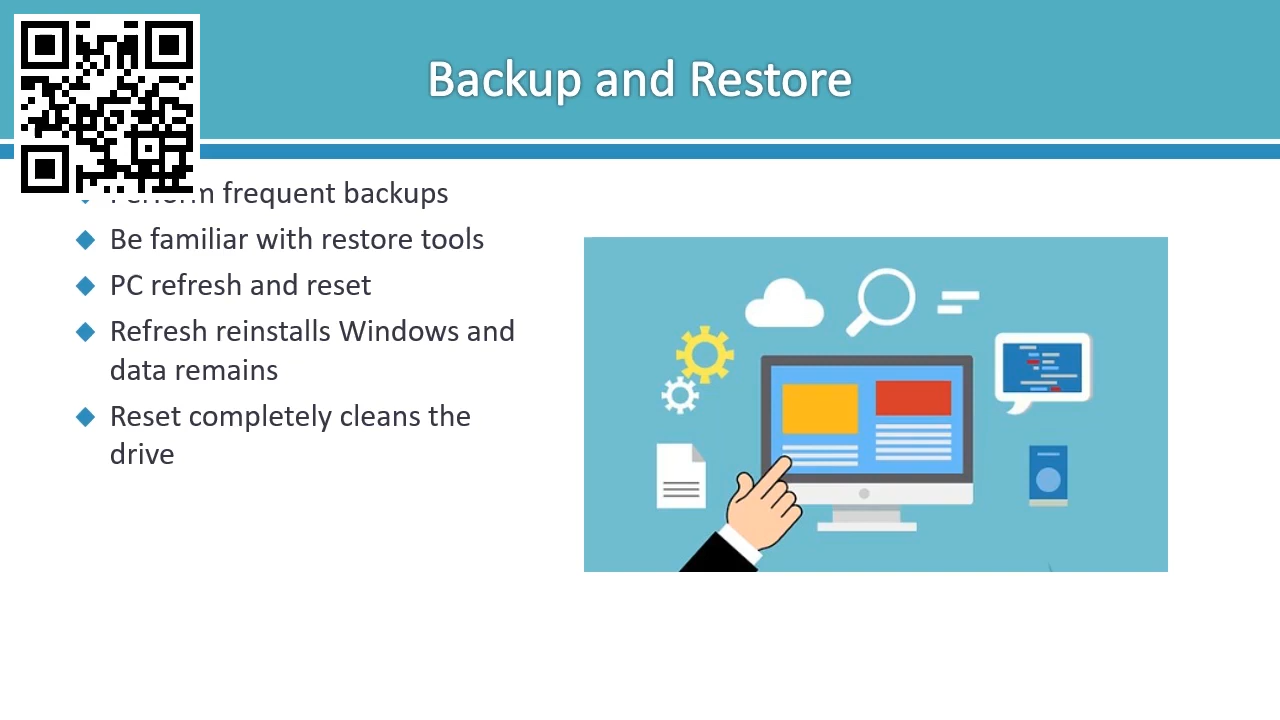 Backup and Restore
frequent backups
Be familiar with restore tools
PC refresh and reset
Refresh reinstalls Windows and
data remains
Reset completely cleans the
drive